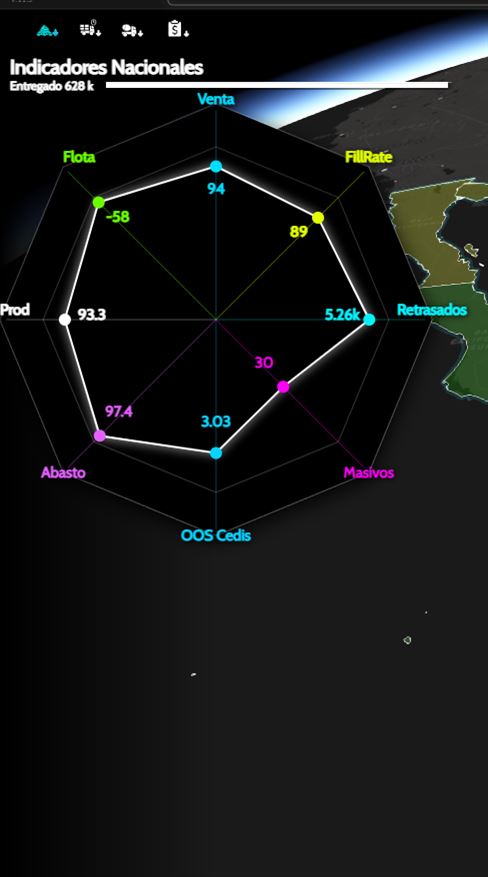 Indicadores Nacionales
Entregado 628 k
Venta
Flota
FillRate
94
-58
89
Prod
93.3
5.26k
Retrasados
30
97.4
3.03
Abasto
Masivos
OOS Cedis